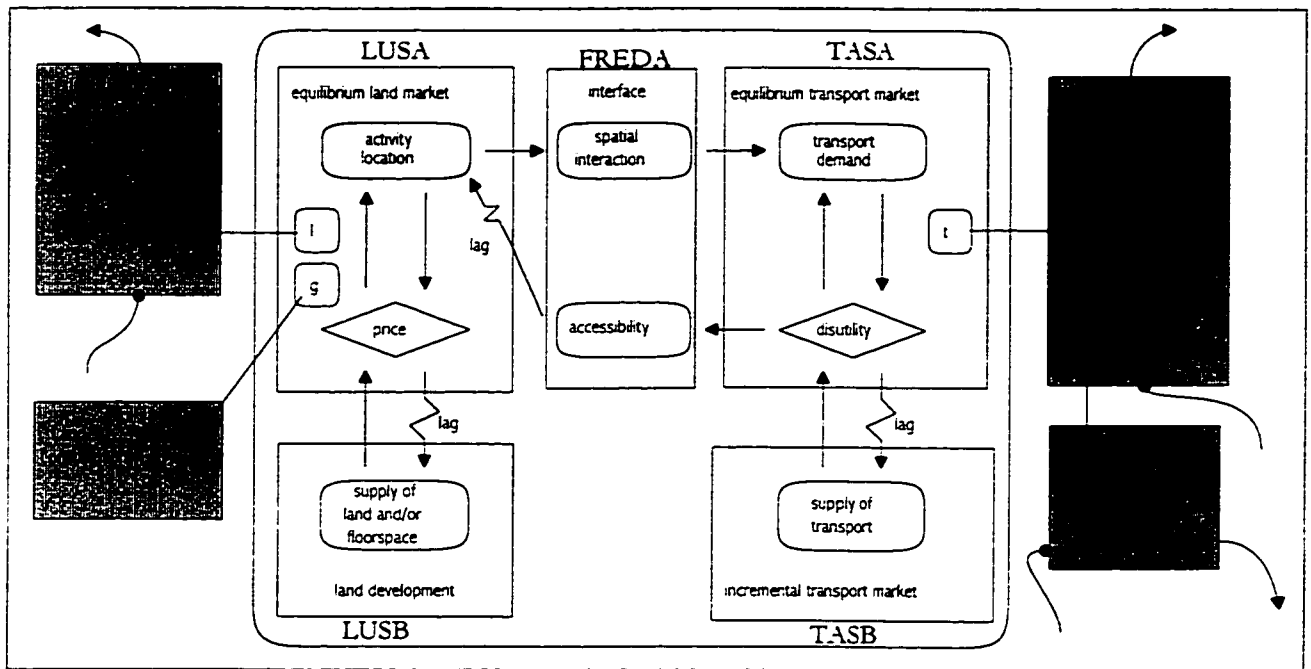 LUSA
FREDA
TASA
equilibrium land market
interface
equilibrium transport market
activity
location
spatial
interaction
transport
demand
l
g
t
lag
price
accessibility
disutility
lag
lag
supply of
land and/or
floorspace
supply of
transport
land development
incremental transport market
LUSB
TASB